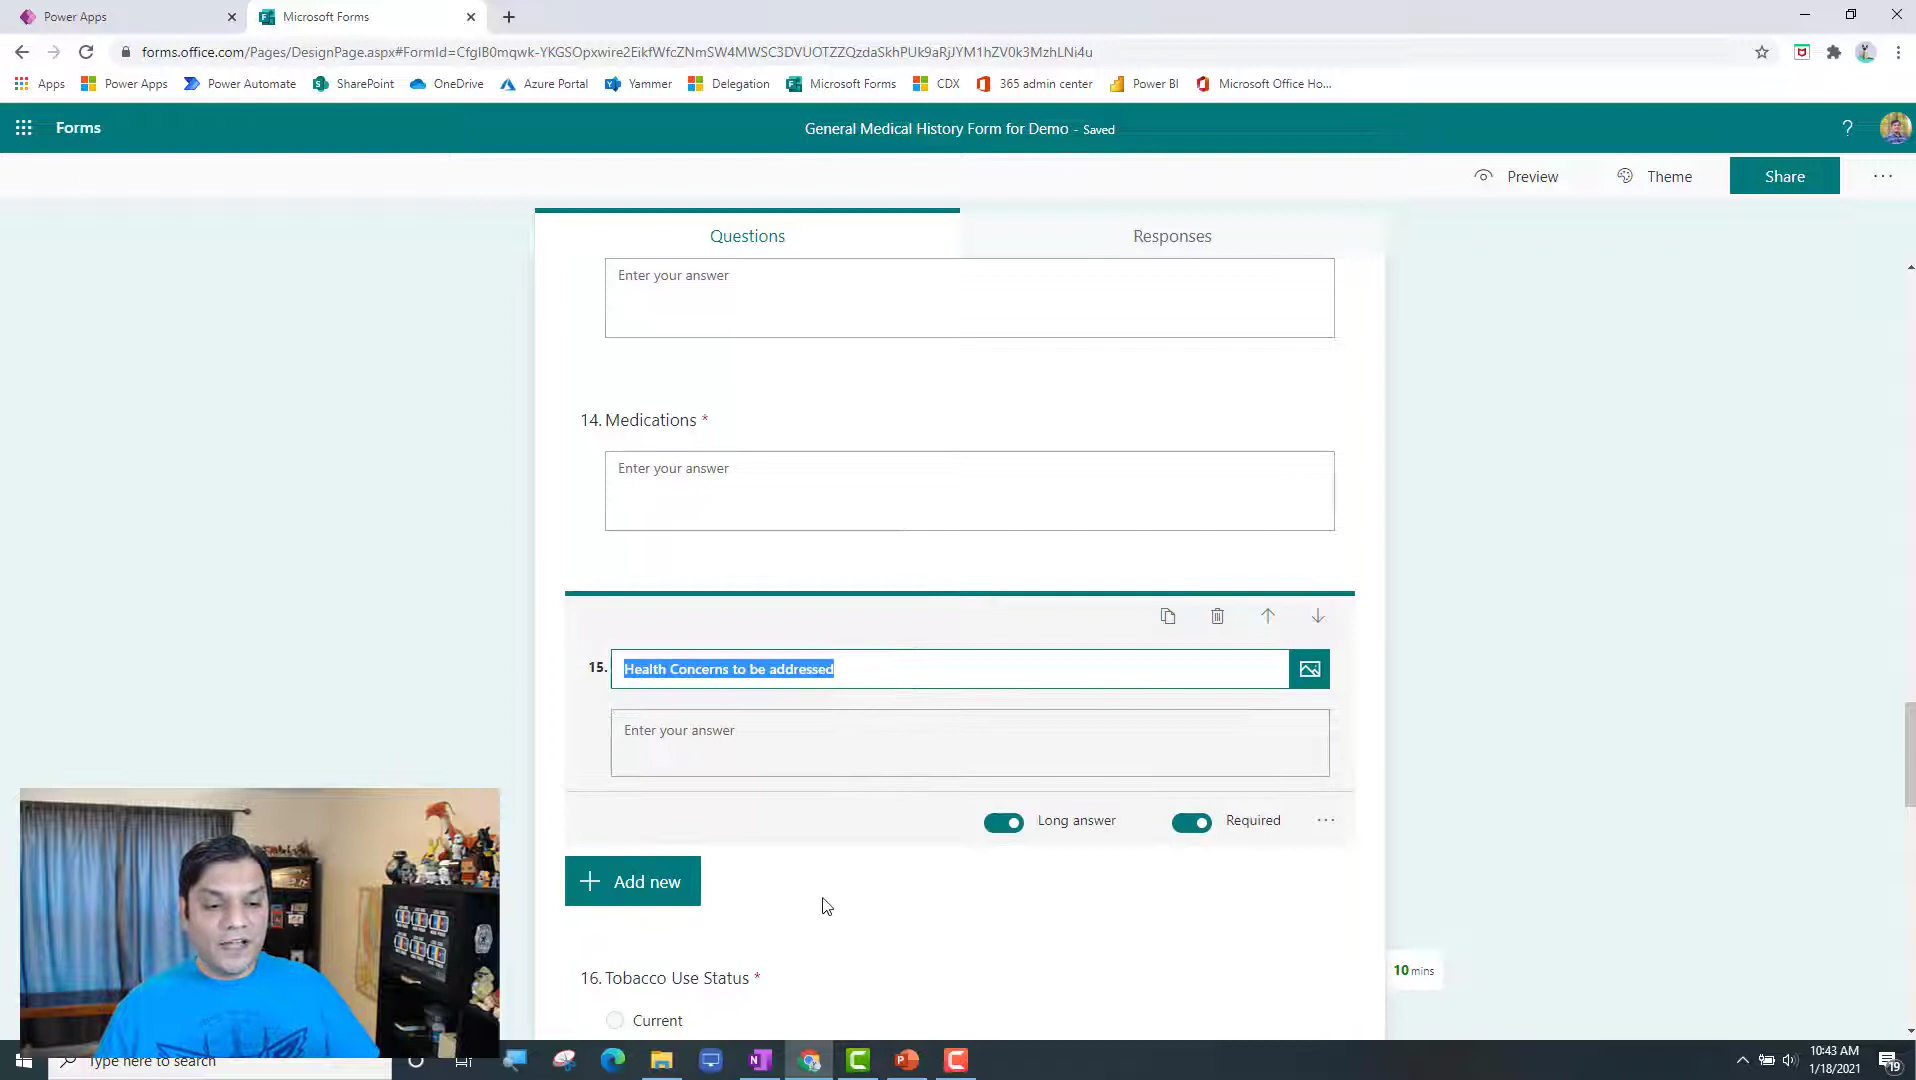 Power Apps
Microsoft Forms
forms.office.com/Pages/DesignPage.aspx#FormId=CfgIB0mqwk-YKGSOpxwire2EikfWfcZNmSW4MWSC3DVUOTZZQzdaSkhPUk9aRjJYM1hZV0k3MzhLNi4u
Apps Power Apps Power Automate SharePoint OneDrive Azure Portal Yammer Delegation Microsoft Forms CDX 365 admin center Power BI Microsoft Office Ho...
Forms
General Medical History Form for Demo - Saved
?
Preview
Theme
Share
Questions
Responses
Enter your answer
14. Medications *
Enter your answer
15. Health Concerns to be addressed
Enter your answer
Long answer
Required
+ Add new
16. Tobacco Use Status *
10 mins
Current
Type here to search
10:43 AM
1/18/2021
19